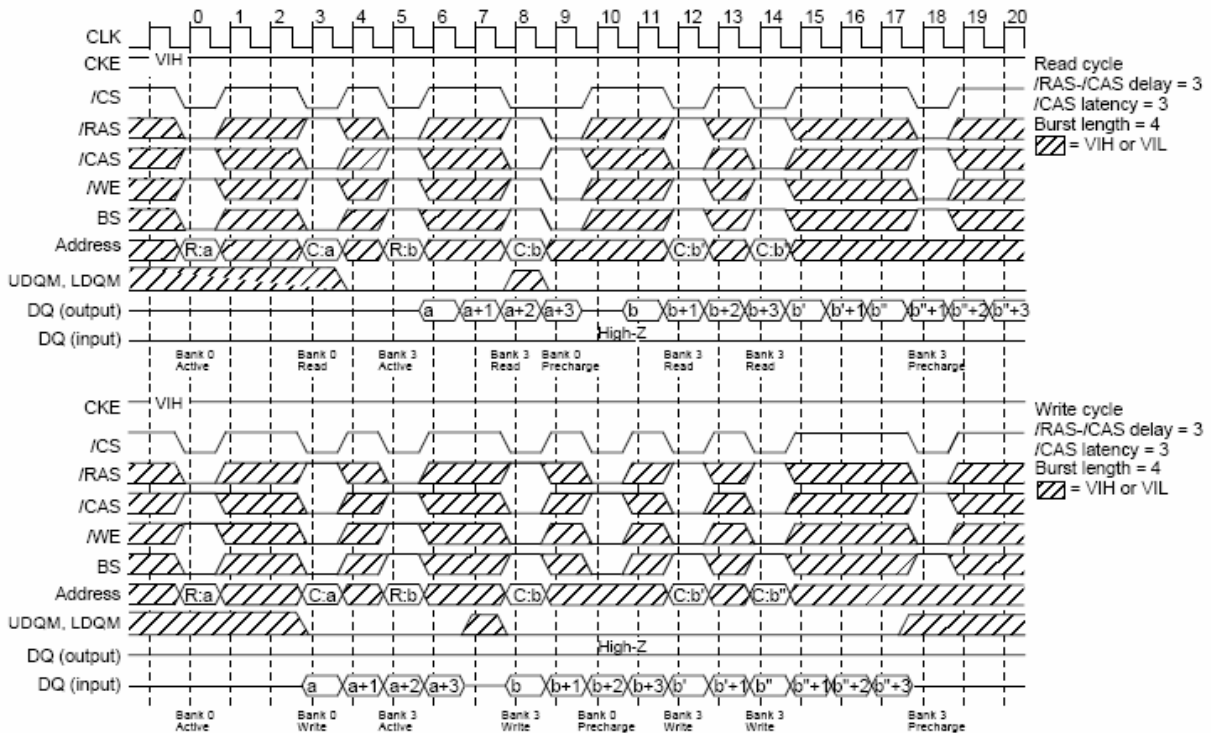 0 1 2 3 4 5 6 7 8 9 10 11 12 13 14 15 16 17 18 19 20
CLK
CKE VIH
/CS
/RAS
/CAS
/WE
BS
Address R:a C:a R:b C:b C:b' C:b"
UDQM, LDQM
DQ (output) a a+1 a+2 a+3 b b+1 b+2 b+3 b' b'+1 b" b"+1 b"+2 b"+3
DQ (input) High-Z
Bank 0 Active
Bank 0 Read
Bank 3 Active
Bank 3 Read
Bank 0 Precharge
Bank 3 Read
Bank 3 Read
Bank 3 Precharge
Read cycle
/RAS-/CAS delay = 3
/CAS latency = 3
Burst length = 4
= VIH or VIL
CKE VIH
/CS
/RAS
/CAS
/WE
BS
Address R:a C:a R:b C:b C:b' C:b"
UDQM, LDQM
DQ (output) High-Z
DQ (input) a a+1 a+2 a+3 b b+1 b+2 b+3 b' b'+1 b" b"+1 b"+2 b"+3
Bank 0 Active
Bank 0 Write
Bank 3 Active
Bank 3 Write
Bank 0 Precharge
Bank 3 Write
Bank 3 Write
Bank 3 Precharge
Write cycle
/RAS-/CAS delay = 3
/CAS latency = 3
Burst length = 4
= VIH or VIL